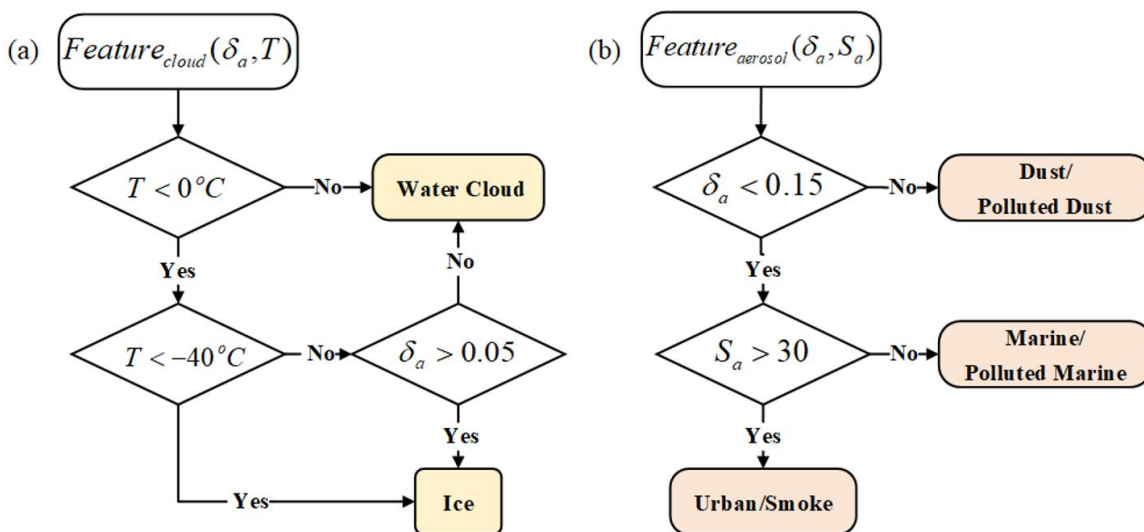 (a)
Feature_cloud(δ_a, T)
T < 0°C
No
Water Cloud
Yes
No
T < −40°C
No
δ_a > 0.05
Yes
Yes
Ice
(b)
Feature_aerosol(δ_a, S_a)
δ_a < 0.15
No
Dust/
Polluted Dust
Yes
S_a > 30
No
Marine/
Polluted Marine
Yes
Urban/Smoke